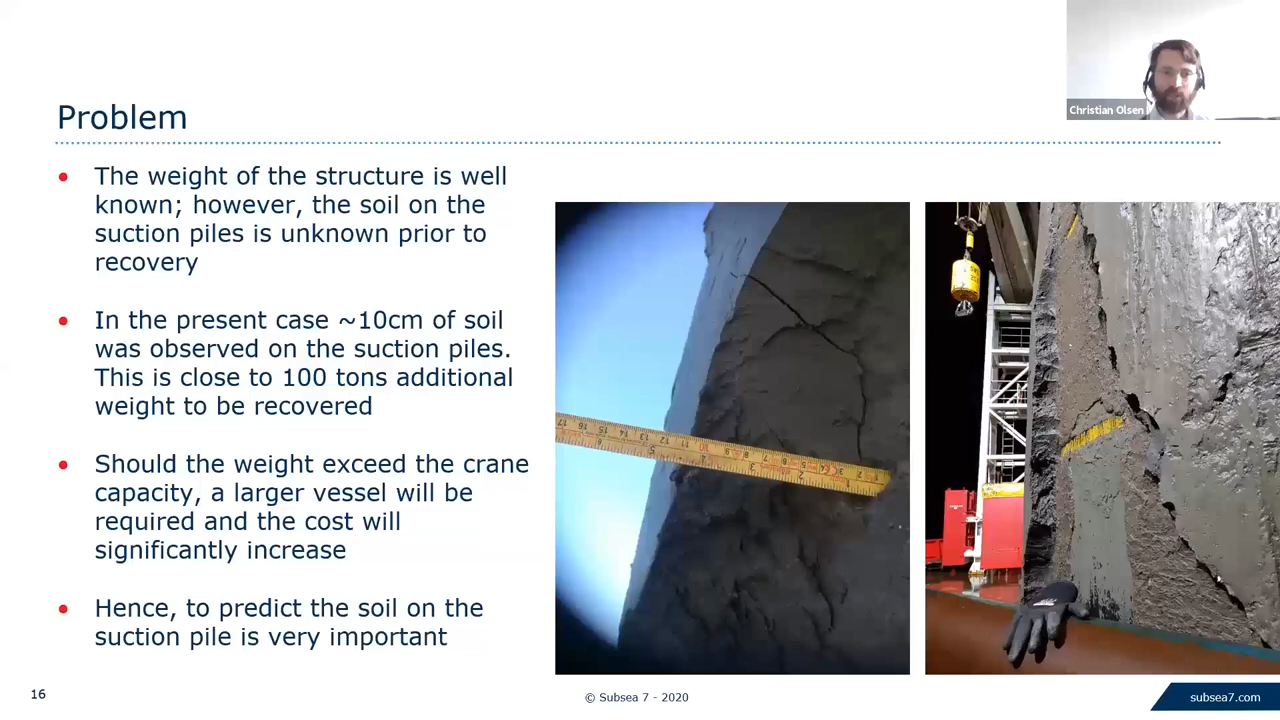 Christian Olsen
Problem
The weight of the structure is well
known; however, the soil on the
suction piles is unknown prior to
recovery
In the present case ~10cm of soil
was observed on the suction piles.
This is close to 100 tons additional
weight to be recovered
Should the weight exceed the crane
capacity, a larger vessel will be
required and the cost will
significantly increase
Hence, to predict the soil on the
suction pile is very important
16
© Subsea 7 - 2020
subsea7.com